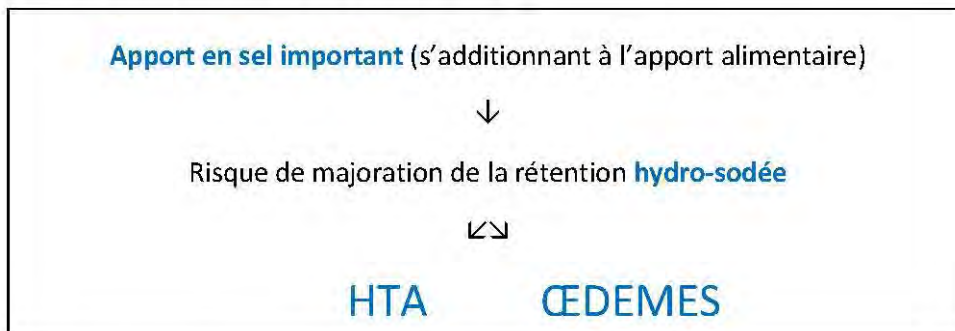 Apport en sel important (s’additionnant à l’apport alimentaire)
↓
Risque de majoration de la rétention hydro-sodée
↙↘
HTA ŒDEMES